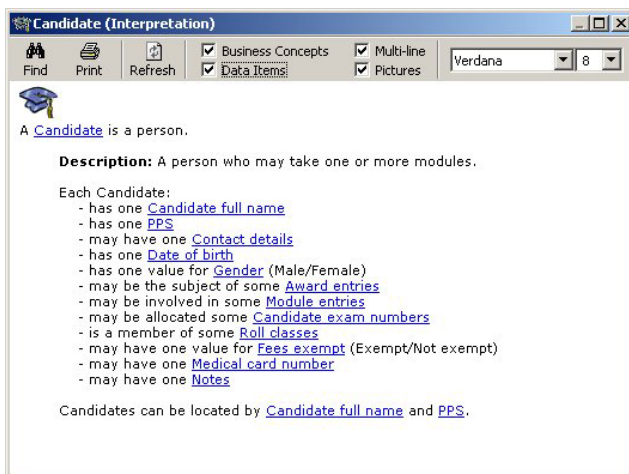 Candidate (Interpretation)
Find Print Refresh Business Concepts Data Items Multi-line Pictures Verdana 8
A Candidate is a person.
Description: A person who may take one or more modules.
Each Candidate:
- has one Candidate full name
- has one PPS
- may have one Contact details
- has one Date of birth
- has one value for Gender (Male/Female)
- may be the subject of some Award entries
- may be involved in some Module entries
- may be allocated some Candidate exam numbers
- is a member of some Roll classes
- may have one value for Fees exempt (Exempt/Not exempt)
- may have one Medical card number
- may have one Notes
Candidates can be located by Candidate full name and PPS.